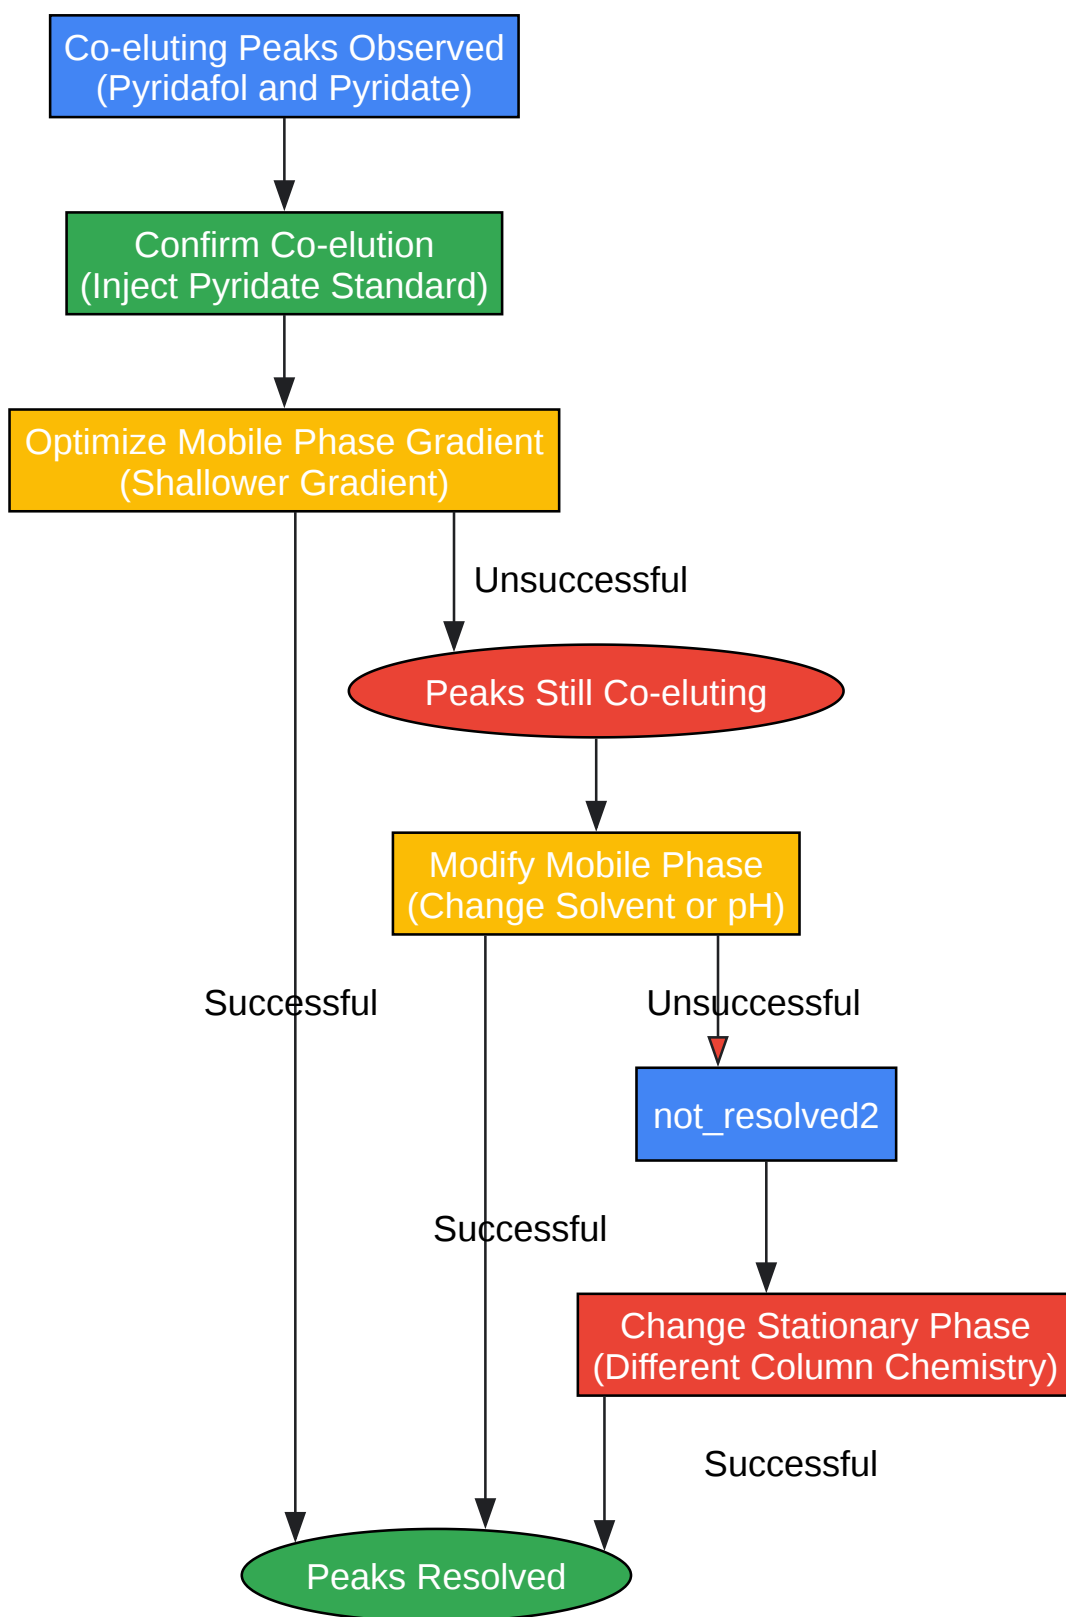 Co-eluting Peaks Observed
(Pyridafol and Pyridate)
Confirm Co-elution
(Inject Pyridate Standard)
Optimize Mobile Phase Gradient
(Shallower Gradient)
Unsuccessful
Peaks Still Co-eluting
Modify Mobile Phase
(Change Solvent or pH)
Successful
Unsuccessful
not_resolved2
Successful
Change Stationary Phase
(Different Column Chemistry)
Successful
Peaks Resolved